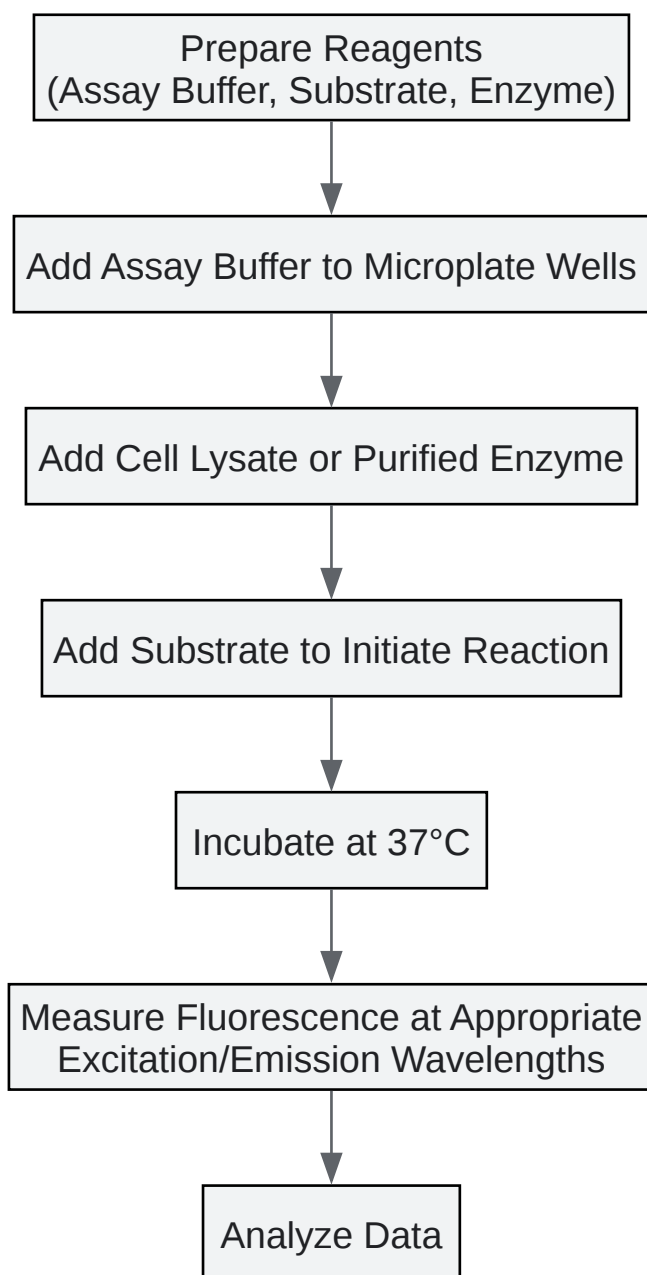 Prepare Reagents
(Assay Buffer, Substrate, Enzyme)
Add Assay Buffer to Microplate Wells
Add Cell Lysate or Purified Enzyme
Add Substrate to Initiate Reaction
Incubate at 37°C
Measure Fluorescence at Appropriate
Excitation/Emission Wavelengths
Analyze Data